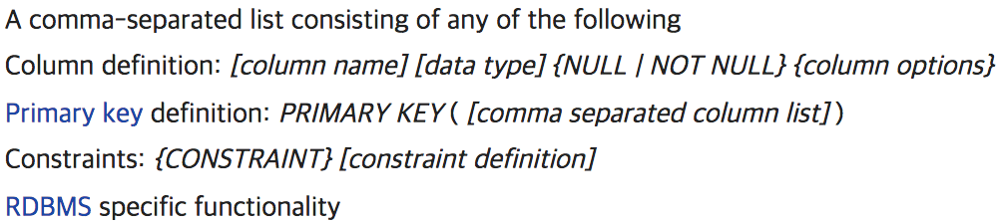 A comma-separated list consisting of any of the following
Column definition: [column name] [data type] {NULL | NOT NULL} {column options}
Primary key definition: PRIMARY KEY ( [comma separated column list] )
Constraints: {CONSTRAINT} [constraint definition]
RDBMS specific functionality